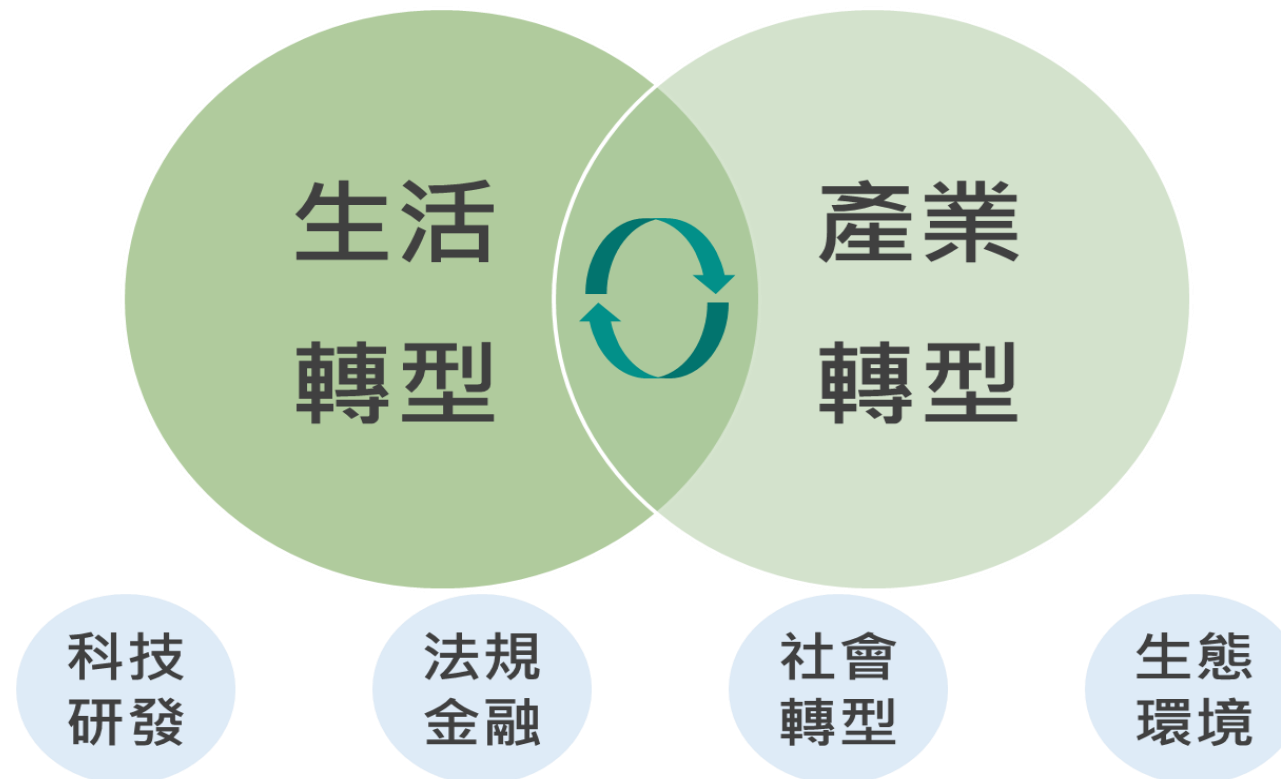 生活
轉型
產業
轉型
科技
研發
法規
金融
社會
轉型
生態
環境